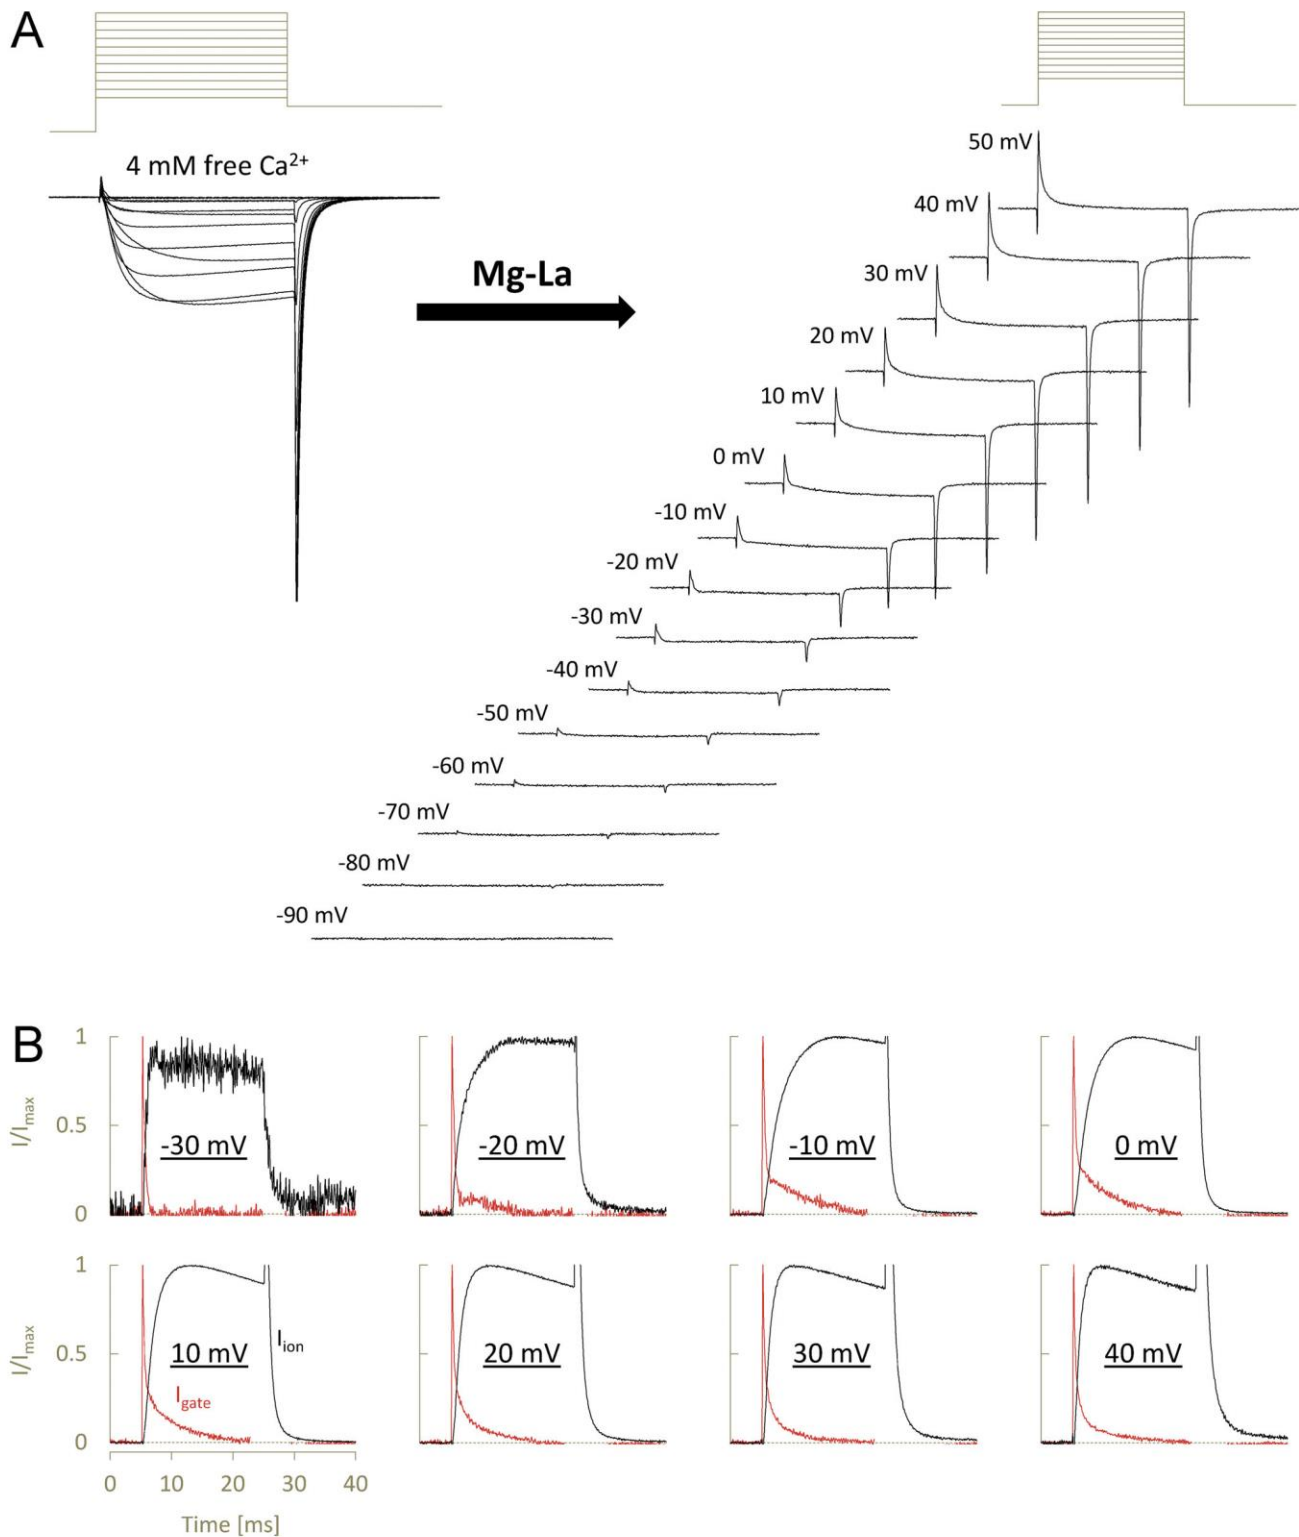 A
4 mM free Ca²⁺
Mg-La
50 mV
40 mV
30 mV
20 mV
10 mV
0 mV
-10 mV
-20 mV
-30 mV
-40 mV
-50 mV
-60 mV
-70 mV
-80 mV
-90 mV
B
I/Imax
1
0.5
0
-30 mV
-20 mV
-10 mV
0 mV
I/Imax
1
0.5
0
10 mV
Iion
Igate
20 mV
30 mV
40 mV
0 10 20 30 40
Time [ms]